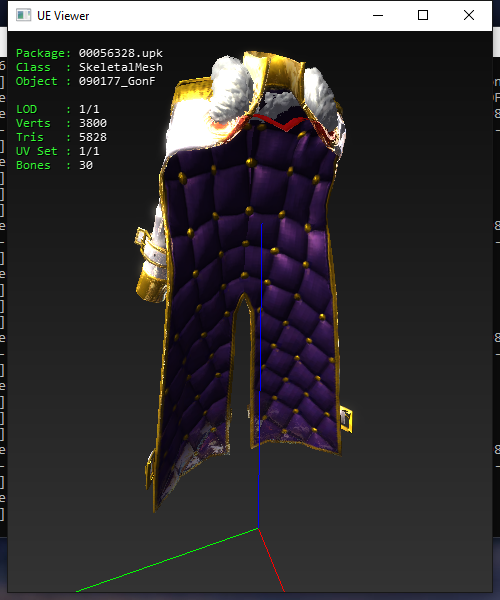 UE Viewer
Package: 00056328.upk
Class : SkeletalMesh
Object : 090177_GonF
LOD : 1/1
Verts : 3800
Tris : 5828
UV Set : 1/1
Bones : 30